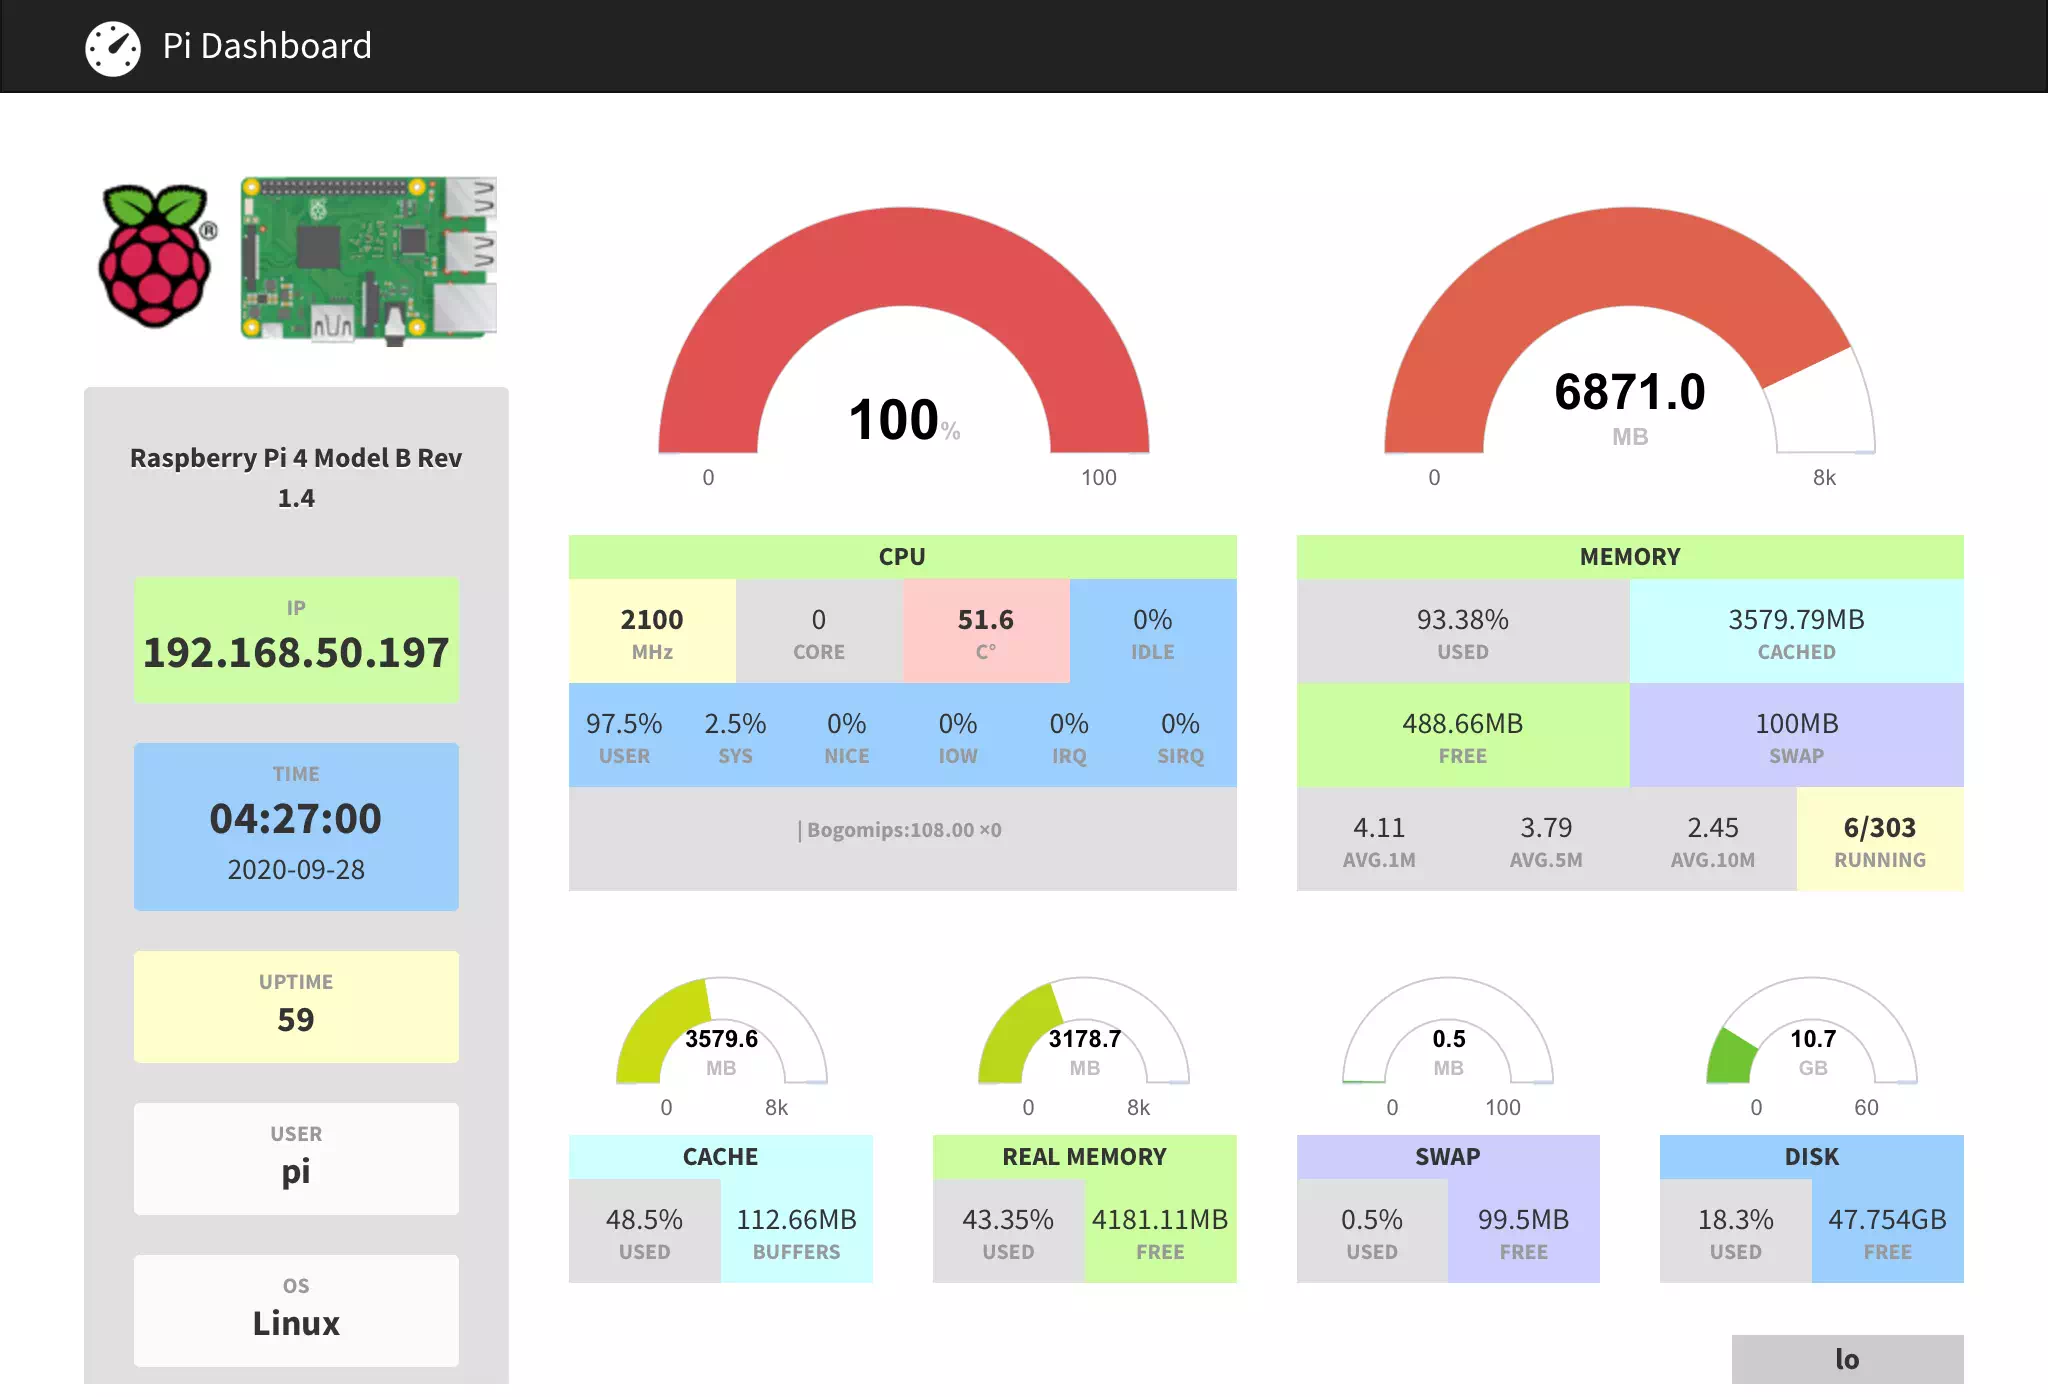 Pi Dashboard
®
Raspberry Pi 4 Model B Rev
1.4
IP
192.168.50.197
TIME
04:27:00
2020-09-28
UPTIME
59
USER
pi
OS
Linux
100%
0 100
6871.0
MB
0 8k
CPU
2100 0 51.6 0%
MHz CORE C° IDLE
97.5% 2.5% 0% 0% 0% 0%
USER SYS NICE IOW IRQ SIRQ
| Bogomips:108.00 ×0
MEMORY
93.38% 3579.79MB
USED CACHED
488.66MB 100MB
FREE SWAP
4.11 3.79 2.45 6/303
AVG.1M AVG.5M AVG.10M RUNNING
3579.6
MB
0 8k
CACHE
48.5% 112.66MB
USED BUFFERS
3178.7
MB
0 8k
REAL MEMORY
43.35% 4181.11MB
USED FREE
0.5
MB
0 100
SWAP
0.5% 99.5MB
USED FREE
10.7
GB
0 60
DISK
18.3% 47.754GB
USED FREE
lo